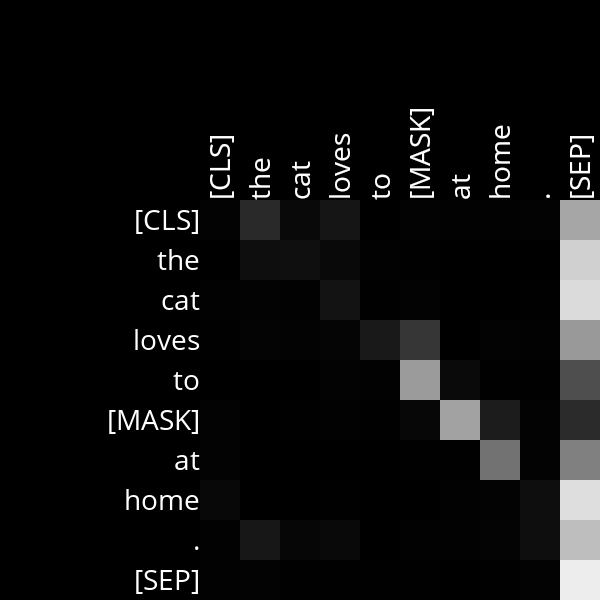 [CLS]
the
cat
loves
to
[MASK]
at
home
.
[SEP]
[CLS]
the
cat
loves
to
[MASK]
at
home
.
[SEP]